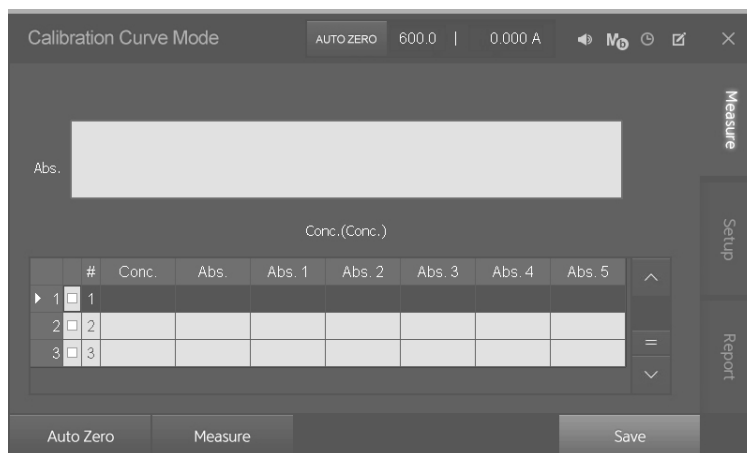 Calibration Curve Mode AUTO ZERO 600.0 | 0.000 A Mb
Measure
Abs.
Setup
Conc.(Conc.)
# Conc. Abs. Abs. 1 Abs. 2 Abs. 3 Abs. 4 Abs. 5
1 1
2 2
3 3
Report
Auto Zero Measure Save